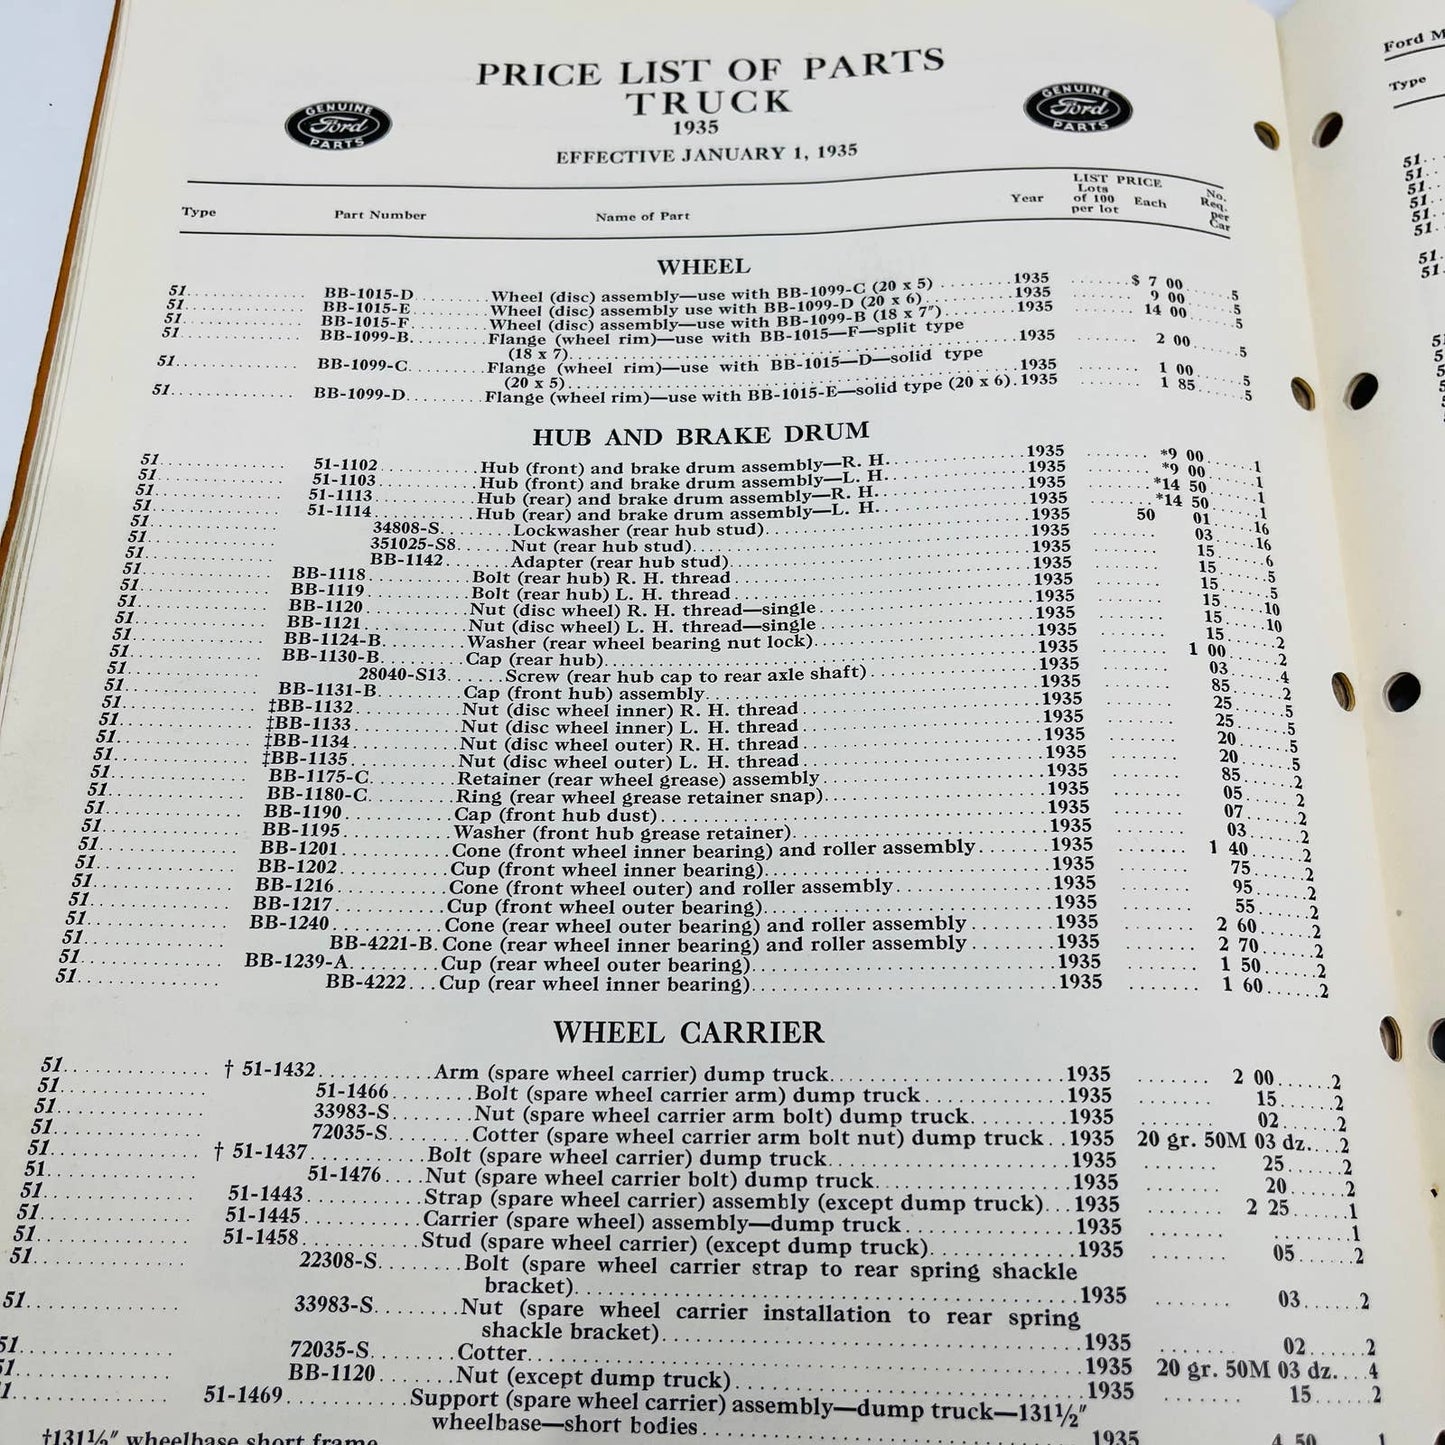 PRICE LIST OF PARTS
TRUCK
1935
EFFECTIVE JANUARY 1, 1935
GENUINE Ford PARTS
GENUINE Ford PARTS
Type Part Number Name of Part Year LIST PRICE Lots of 100 per lot Each No. Req. per Car
WHEEL
51 BB-1015-D Wheel (disc) assembly—use with BB-1099-C (20 x 5) 1935 $ 7 00 5
51 BB-1015-E Wheel (disc) assembly use with BB-1099-D (20 x 6) 1935 9 00 5
51 BB-1015-F Wheel (disc) assembly—use with BB-1099-B (18 x 7") 1935 14 00 5
51 BB-1099-B Flange (wheel rim)—use with BB-1015—F—split type
(18 x 7) 1935 2 00 5
51 BB-1099-C Flange (wheel rim)—use with BB-1015—D—solid type
(20 x 5) 1935 1 00 5
51 BB-1099-D Flange (wheel rim)—use with BB-1015-E—solid type (20 x 6) 1935 1 85 5
HUB AND BRAKE DRUM
51 51-1102 Hub (front) and brake drum assembly—R. H. 1935 *9 00 1
51 51-1103 Hub (front) and brake drum assembly—L. H. 1935 *9 00 1
51 51-1113 Hub (rear) and brake drum assembly—R. H. 1935 *14 50 1
51 51-1114 Hub (rear) and brake drum assembly—L. H. 1935 *14 50 1
51 34808-S Lockwasher (rear hub stud) 1935 50 01 16
51 351025-S8 Nut (rear hub stud) 1935 03 16
51 BB-1142 Adapter (rear hub stud) 1935 15 6
51 BB-1118 Bolt (rear hub) R. H. thread 1935 15 5
51 BB-1119 Bolt (rear hub) L. H. thread 1935 15 5
51 BB-1120 Nut (disc wheel) R. H. thread—single 1935 15 10
51 BB-1121 Nut (disc wheel) L. H. thread—single 1935 15 10
51 BB-1124-B Washer (rear wheel bearing nut lock) 1935 15 2
51 BB-1130-B Cap (rear hub) 1935 1 00 2
51 28040-S13 Screw (rear hub cap to rear axle shaft) 1935 03 4
51 BB-1131-B Cap (front hub) assembly 1935 85 2
51 ‡BB-1132 Nut (disc wheel inner) R. H. thread 1935 25 5
51 ‡BB-1133 Nut (disc wheel inner) L. H. thread 1935 25 5
51 ‡BB-1134 Nut (disc wheel outer) R. H. thread 1935 20 5
51 ‡BB-1135 Nut (disc wheel outer) L. H. thread 1935 20 5
51 BB-1175-C Retainer (rear wheel grease) assembly 1935 85 2
51 BB-1180-C Ring (rear wheel grease retainer snap) 1935 05 2
51 BB-1190 Cap (front hub dust) 1935 07 2
51 BB-1195 Washer (front hub grease retainer) 1935 03 2
51 BB-1201 Cone (front wheel inner bearing) and roller assembly 1935 1 40 2
51 BB-1202 Cup (front wheel inner bearing) 1935 75 2
51 BB-1216 Cone (front wheel outer) and roller assembly 1935 95 2
51 BB-1217 Cup (front wheel outer bearing) 1935 55 2
51 BB-1240 Cone (rear wheel outer bearing) and roller assembly 1935 2 60 2
51 BB-4221-B Cone (rear wheel inner bearing) and roller assembly 1935 2 70 2
51 BB-1239-A Cup (rear wheel outer bearing) 1935 1 50 2
51 BB-4222 Cup (rear wheel inner bearing) 1935 1 60 2
WHEEL CARRIER
51 † 51-1432 Arm (spare wheel carrier) dump truck 1935 2 00 2
51 51-1466 Bolt (spare wheel carrier arm) dump truck 1935 15 2
51 33983-S Nut (spare wheel carrier arm bolt) dump truck 1935 02 2
51 72035-S Cotter (spare wheel carrier arm bolt nut) dump truck 1935 20 gr. 50M 03 dz. 2
51 † 51-1437 Bolt (spare wheel carrier) dump truck 1935 25 2
51 51-1476 Nut (spare wheel carrier bolt) dump truck 1935 20 2
51 51-1443 Strap (spare wheel carrier) assembly (except dump truck) 1935 2 25 1
51 51-1445 Carrier (spare wheel) assembly—dump truck 1935 1
51 51-1458 Stud (spare wheel carrier) (except dump truck) 1935 05 2
51 22308-S Bolt (spare wheel carrier strap to rear spring shackle
bracket) 1935 03 2
51 33983-S Nut (spare wheel carrier installation to rear spring
shackle bracket) 1935 02 2
51 72035-S Cotter 1935 20 gr. 50M 03 dz. 4
51 BB-1120 Nut (except dump truck) 1935 15 2
51-1469 Support (spare wheel carrier) assembly—dump truck—131½"
wheelbase—short bodies 1935 4 50 1
†131½" wheelbase short frame
Ford
Type
51
51
51
51
51
51
51
51